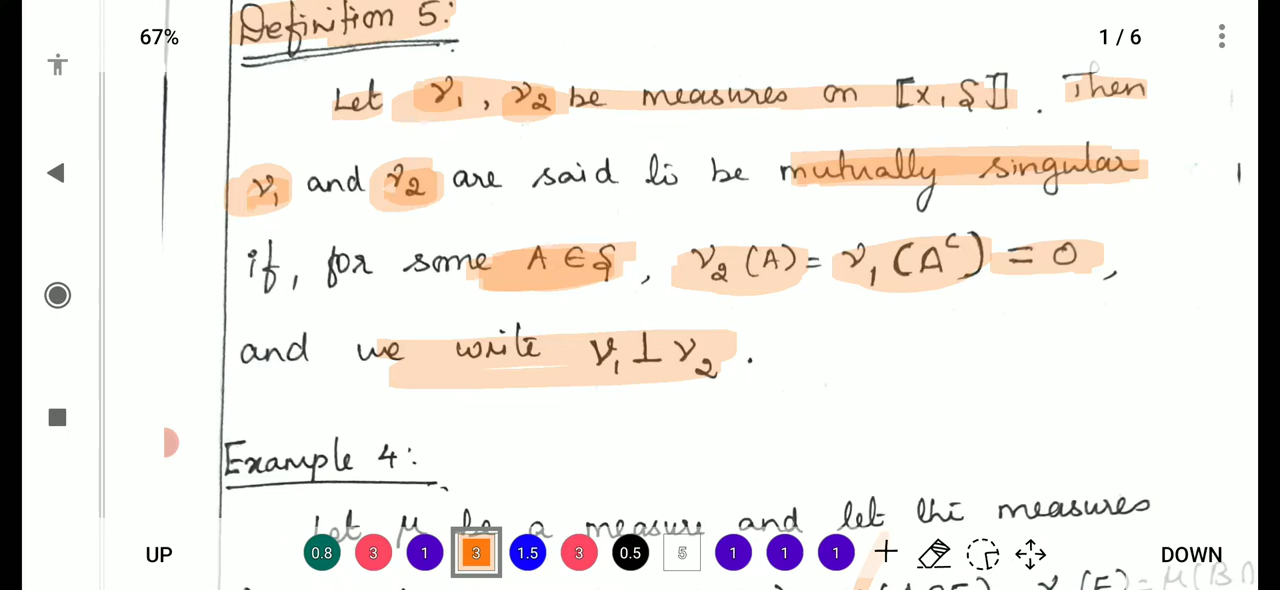 67%
1 / 6
Definition 5:
Let ν₁, ν₂ be measures on [[x, S]]. Then
ν₁ and ν₂ are said to be mutually singular
if, for some A ∈ S, ν₂(A) = ν₁(Aᶜ) = 0,
and we write ν₁ ⊥ ν₂.
Example 4:
Let μ be a measure and let the measures
UP 0.8 3 1 3 1.5 3 0.5 5 1 1 1 + DOWN
ν (E) = μ(B∩